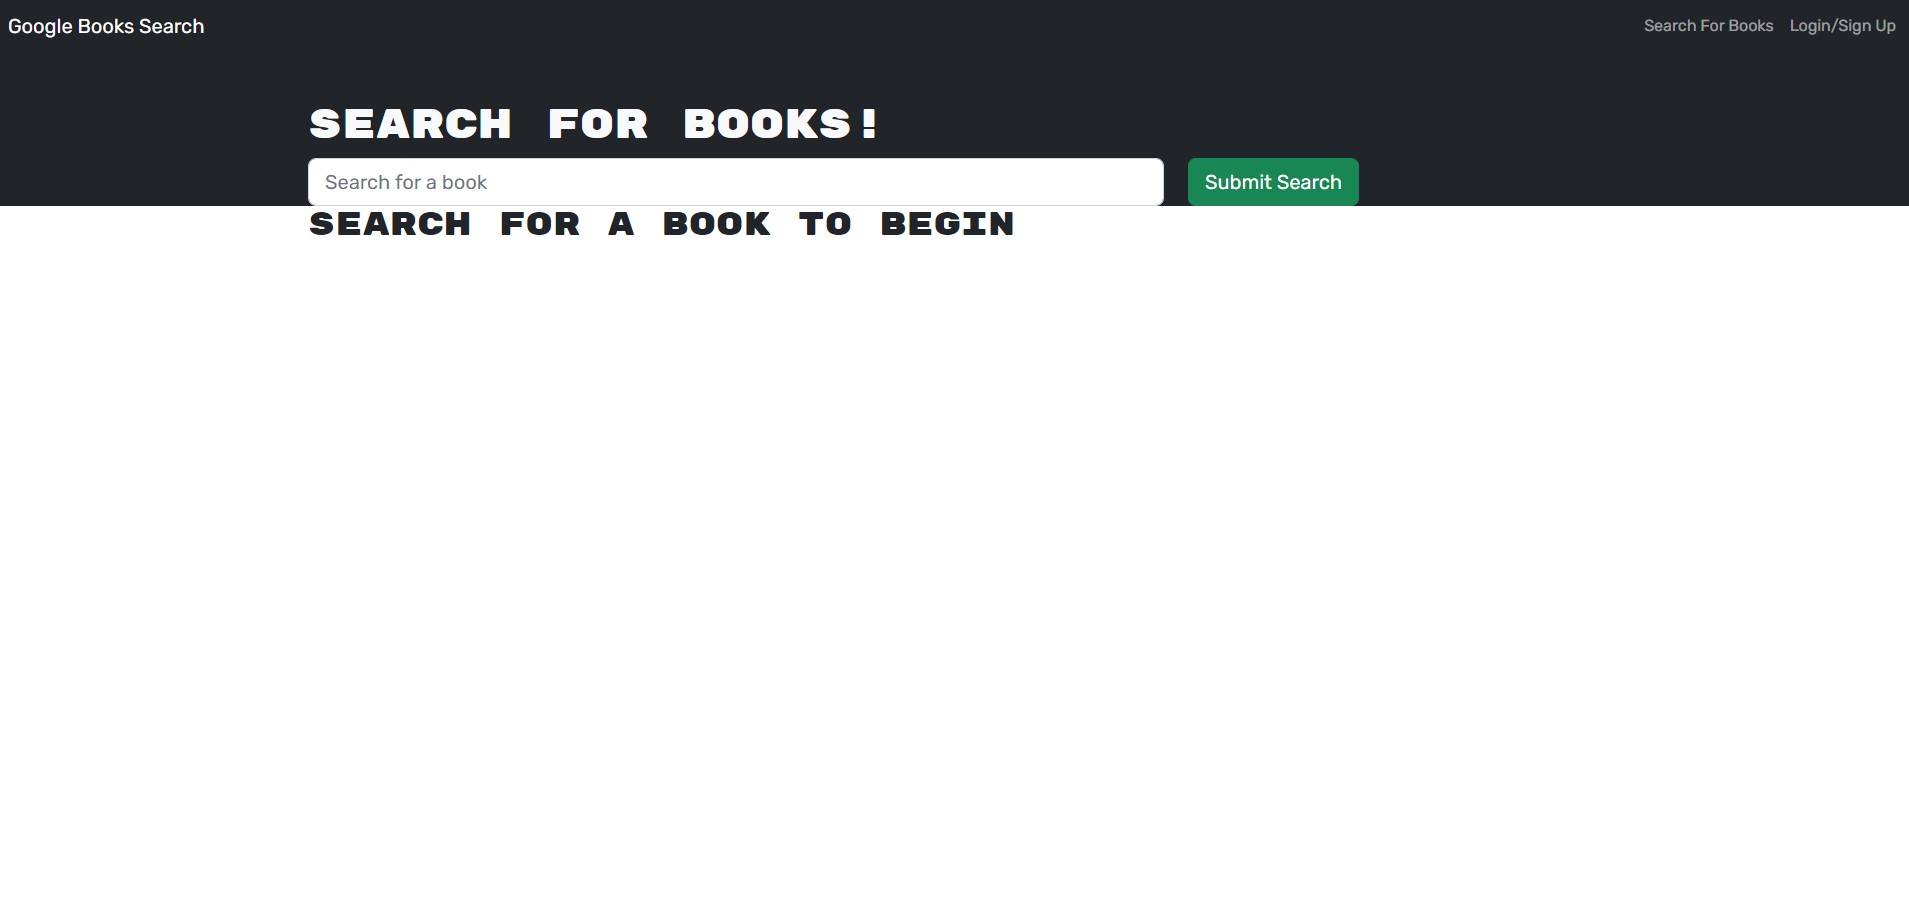 Google Books Search
Search For Books
Login/Sign Up
SEARCH FOR BOOKS!
Search for a book
Submit Search
SEARCH FOR A BOOK TO BEGIN